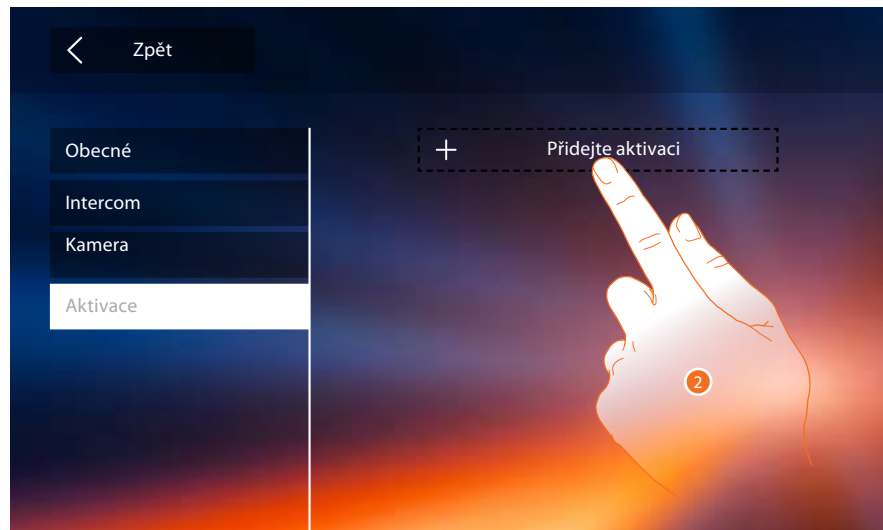 Zpět
Obecné
Přidejte aktivaci
Intercom
Kamera
Aktivace
2